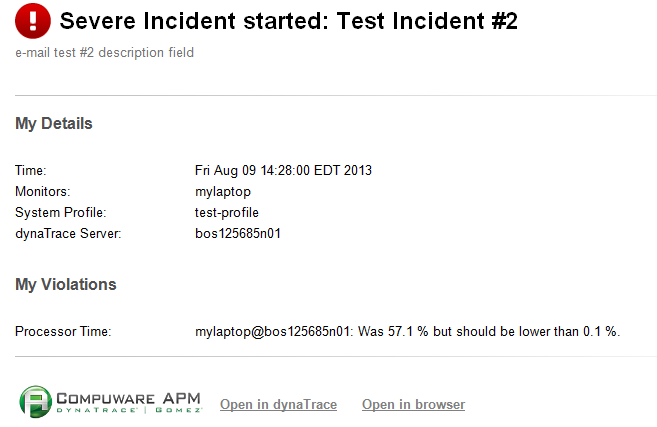 Severe Incident started: Test Incident #2
e-mail test #2 description field
My Details
Time: Fri Aug 09 14:28:00 EDT 2013
Monitors: mylaptop
System Profile: test-profile
dynaTrace Server: bos125685n01
My Violations
Processor Time: mylaptop@bos125685n01: Was 57.1 % but should be lower than 0.1 %.
COMPUWARE APM
DYNATRACE | GOMEZ
Open in dynaTrace Open in browser